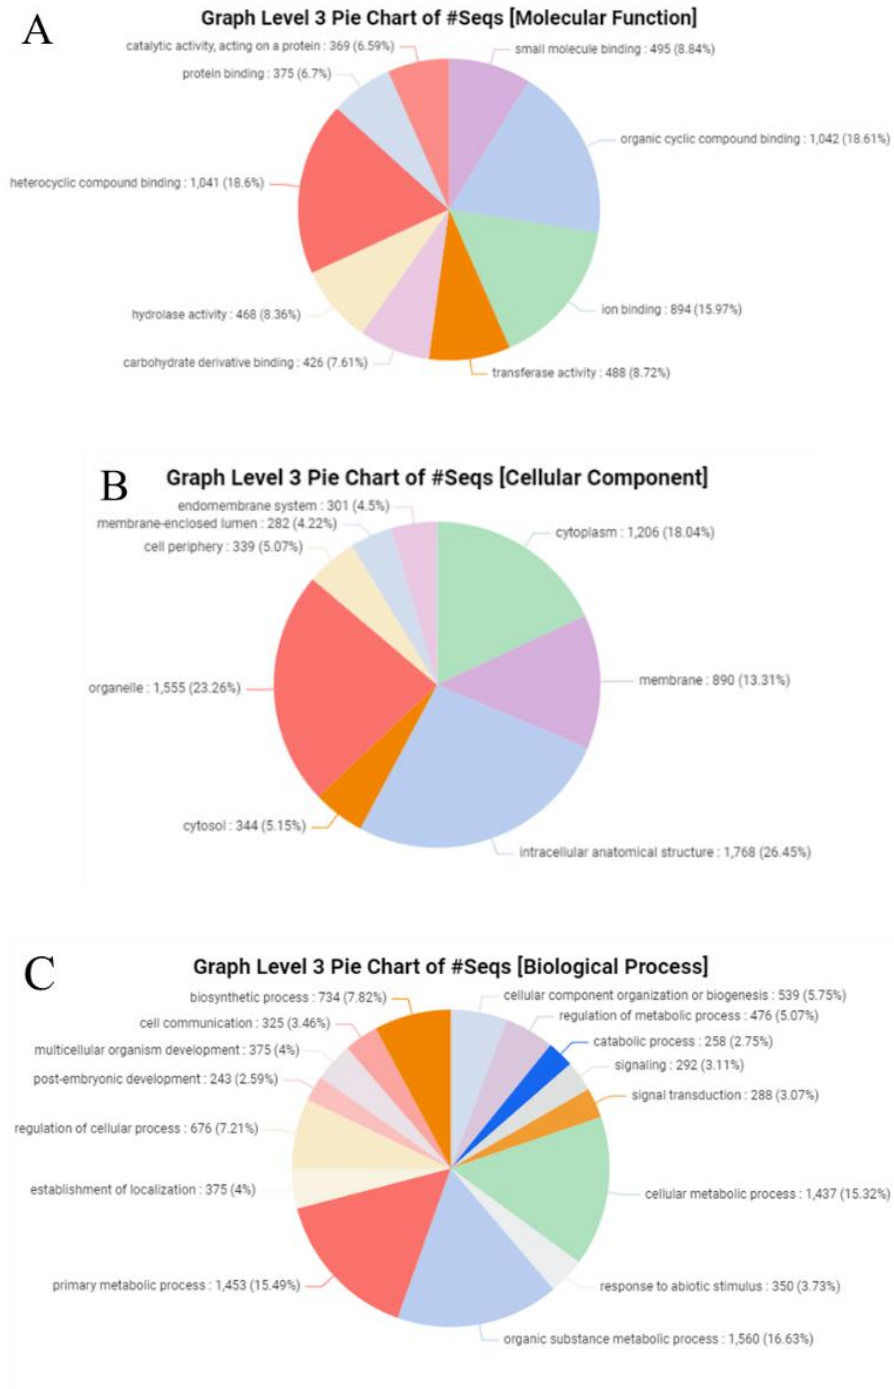 A
Graph Level 3 Pie Chart of #Seqs [Molecular Function]
catalytic activity, acting on a protein : 369 (6.59%)
small molecule binding : 495 (8.84%)
protein binding : 375 (6.7%)
organic cyclic compound binding : 1,042 (18.61%)
heterocyclic compound binding : 1,041 (18.6%)
ion binding : 894 (15.97%)
hydrolase activity : 468 (8.36%)
carbohydrate derivative binding : 426 (7.61%)
transferase activity : 488 (8.72%)
B
Graph Level 3 Pie Chart of #Seqs [Cellular Component]
endomembrane system : 301 (4.5%)
membrane-enclosed lumen : 282 (4.22%)
cytoplasm : 1,206 (18.04%)
cell periphery : 339 (5.07%)
membrane : 890 (13.31%)
organelle : 1,555 (23.26%)
cytosol : 344 (5.15%)
intracellular anatomical structure : 1,768 (26.45%)
C
Graph Level 3 Pie Chart of #Seqs [Biological Process]
biosynthetic process : 734 (7.82%)
cellular component organization or biogenesis : 539 (5.75%)
regulation of metabolic process : 476 (5.07%)
cell communication : 325 (3.46%)
catabolic process : 258 (2.75%)
multicellular organism development : 375 (4%)
signaling : 292 (3.11%)
post-embryonic development : 243 (2.59%)
signal transduction : 288 (3.07%)
regulation of cellular process : 676 (7.21%)
establishment of localization : 375 (4%)
cellular metabolic process : 1,437 (15.32%)
primary metabolic process : 1,453 (15.49%)
response to abiotic stimulus : 350 (3.73%)
organic substance metabolic process : 1,560 (16.63%)